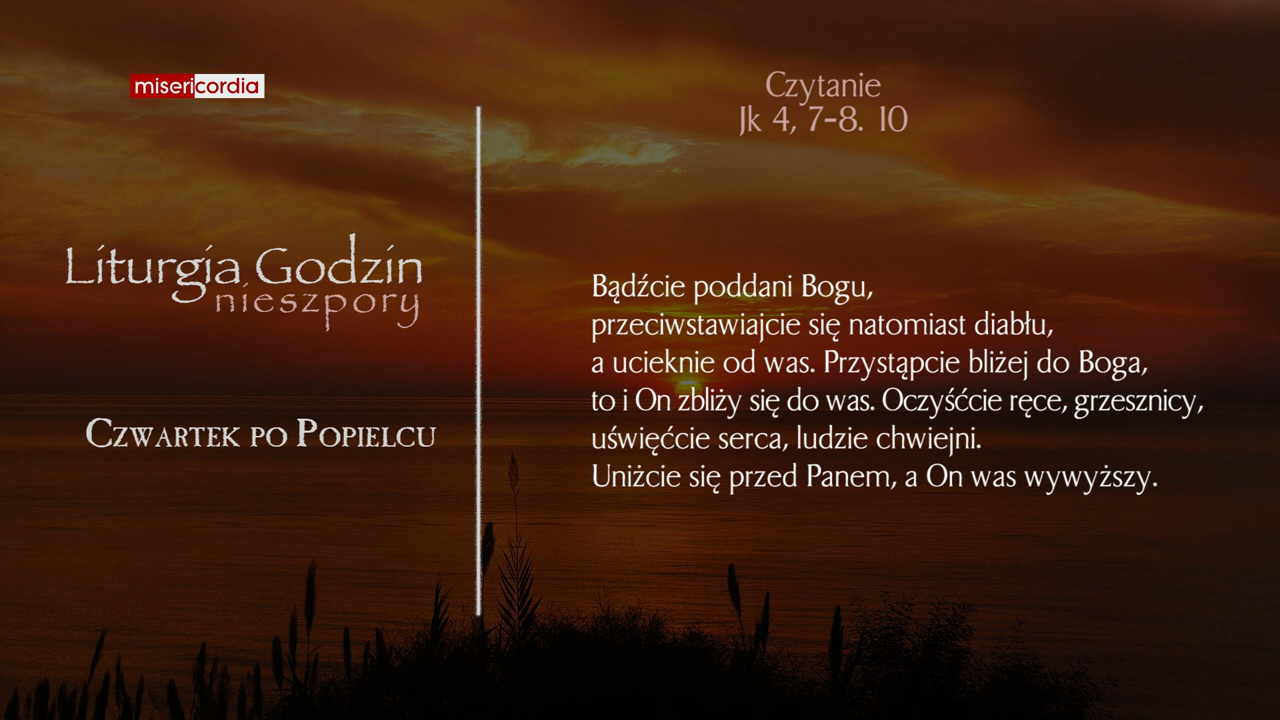 misericordia
Liturgia Godzin
nieszpory
Czwartek po Popielcu
Czytanie
Jk 4, 7-8. 10
Bądźcie poddani Bogu,
przeciwstawiajcie się natomiast diabłu,
a ucieknie od was. Przystąpcie bliżej do Boga,
to i On zbliży się do was. Oczyśćcie ręce, grzesznicy,
uświęćcie serca, ludzie chwiejni.
Uniżcie się przed Panem, a On was wywyższy.